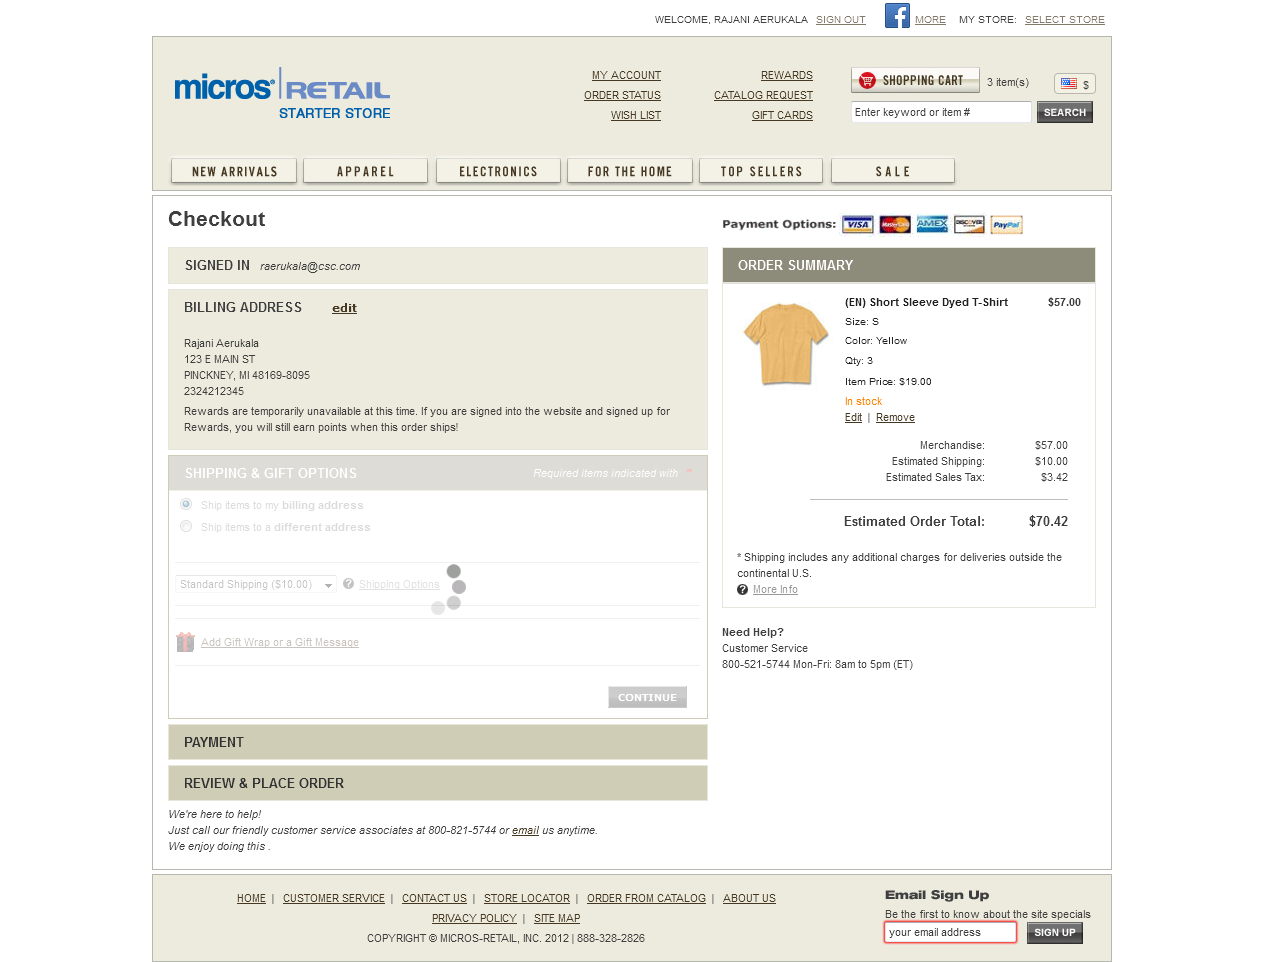 WELCOME, RAJANI AERUKALA SIGN OUT MORE MY STORE: SELECT STORE
micros RETAIL
STARTER STORE
MY ACCOUNT
ORDER STATUS
WISH LIST
REWARDS
CATALOG REQUEST
GIFT CARDS
SHOPPING CART 3 item(s) $
Enter keyword or item # SEARCH
NEW ARRIVALS APPAREL ELECTRONICS FOR THE HOME TOP SELLERS SALE
Checkout
SIGNED IN raerukala@csc.com
BILLING ADDRESS edit
Rajani Aerukala
123 E MAIN ST
PINCKNEY, MI 48169-8095
2324212345
Rewards are temporarily unavailable at this time. If you are signed into the website and signed up for
Rewards, you will still earn points when this order ships!
SHIPPING & GIFT OPTIONS Required items indicated with *
Ship items to my billing address
Ship items to a different address
Standard Shipping ($10.00) ? Shipping Options
Add Gift Wrap or a Gift Message
CONTINUE
PAYMENT
REVIEW & PLACE ORDER
We're here to help!
Just call our friendly customer service associates at 800-821-5744 or email us anytime.
We enjoy doing this .
Payment Options: VISA MasterCard AMEX DISCOVER PayPal
ORDER SUMMARY
(EN) Short Sleeve Dyed T-Shirt $57.00
Size: S
Color: Yellow
Qty: 3
Item Price: $19.00
In stock
Edit | Remove
Merchandise: $57.00
Estimated Shipping: $10.00
Estimated Sales Tax: $3.42
Estimated Order Total: $70.42
* Shipping includes any additional charges for deliveries outside the
continental U.S.
? More Info
Need Help?
Customer Service
800-521-5744 Mon-Fri: 8am to 5pm (ET)
HOME | CUSTOMER SERVICE | CONTACT US | STORE LOCATOR | ORDER FROM CATALOG | ABOUT US
PRIVACY POLICY | SITE MAP
COPYRIGHT © MICROS-RETAIL, INC. 2012 | 888-328-2826
Email Sign Up
Be the first to know about the site specials
your email address SIGN UP